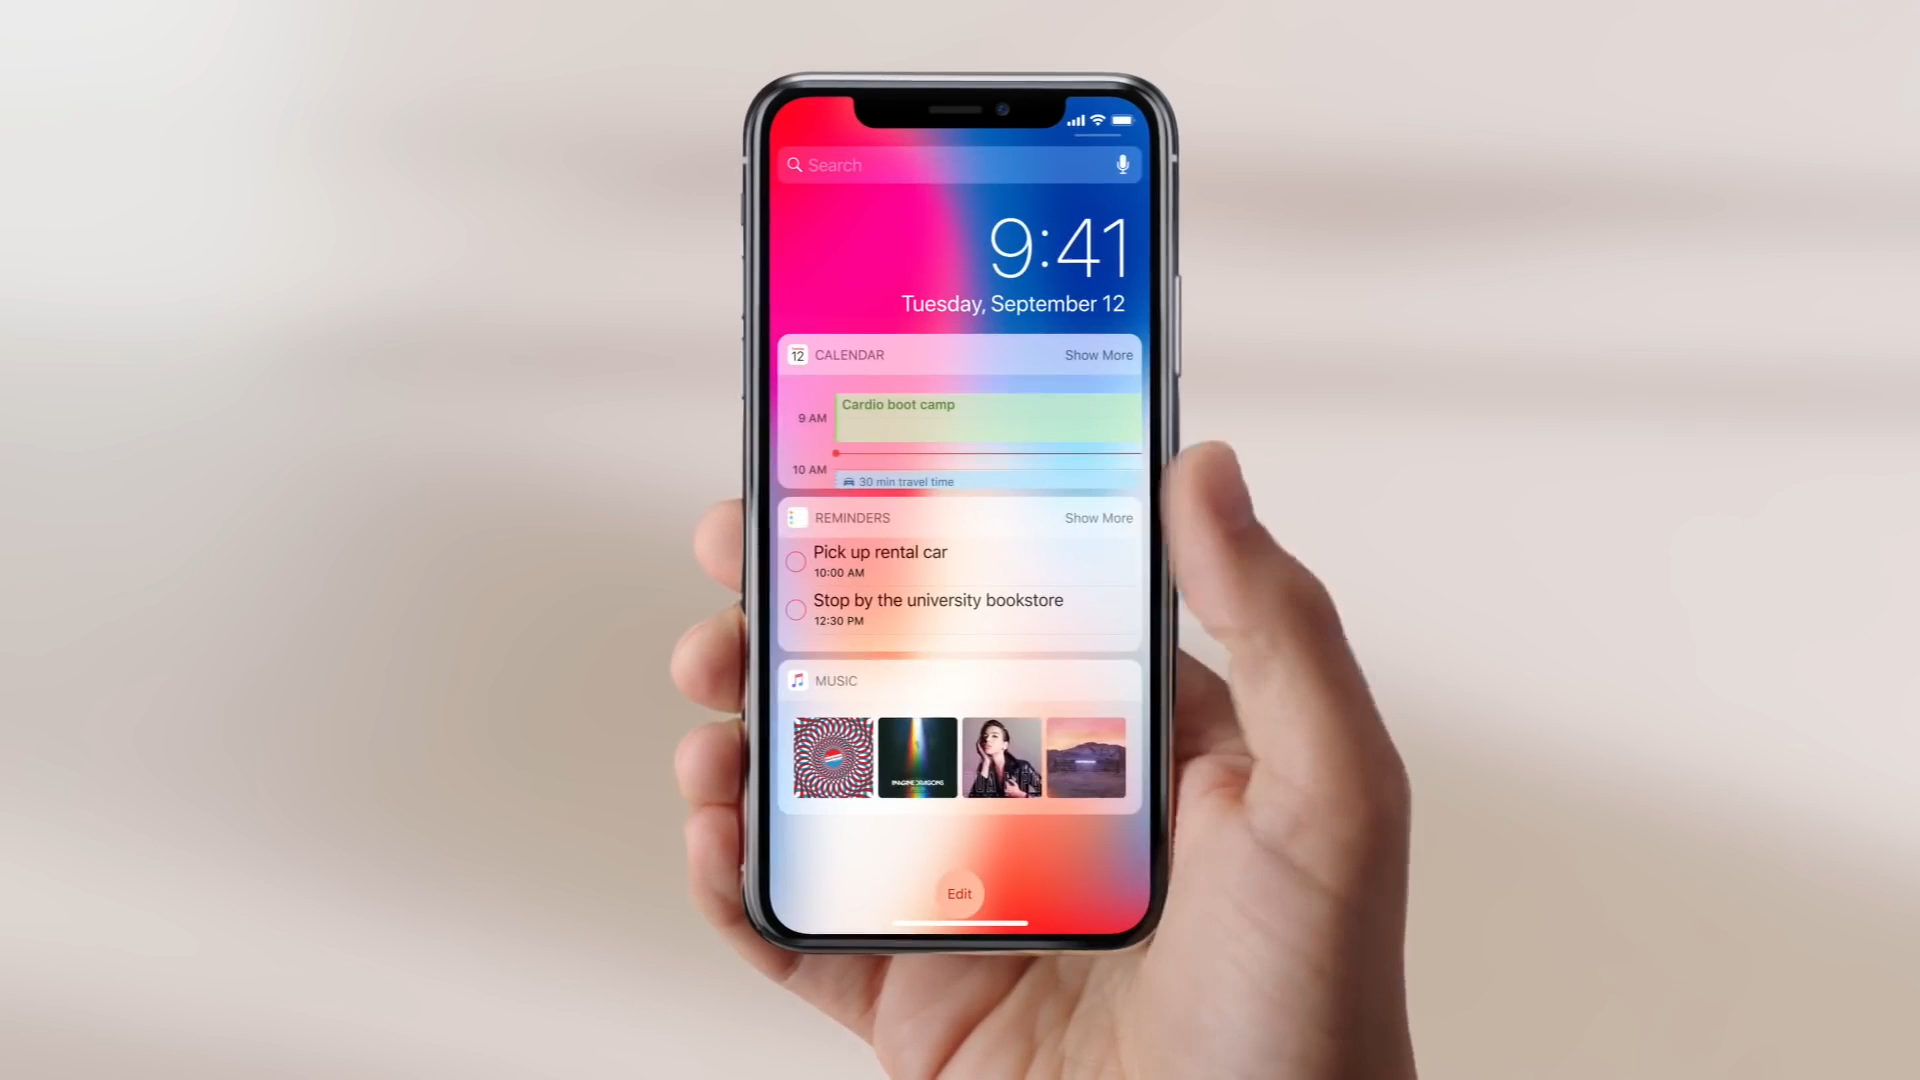 Search
9:41
Tuesday, September 12
12 CALENDAR Show More
Cardio boot camp
9 AM
10 AM
30 min travel time
REMINDERS Show More
Pick up rental car
10:00 AM
Stop by the university bookstore
12:30 PM
MUSIC
IMAGINE DRAGONS
Edit